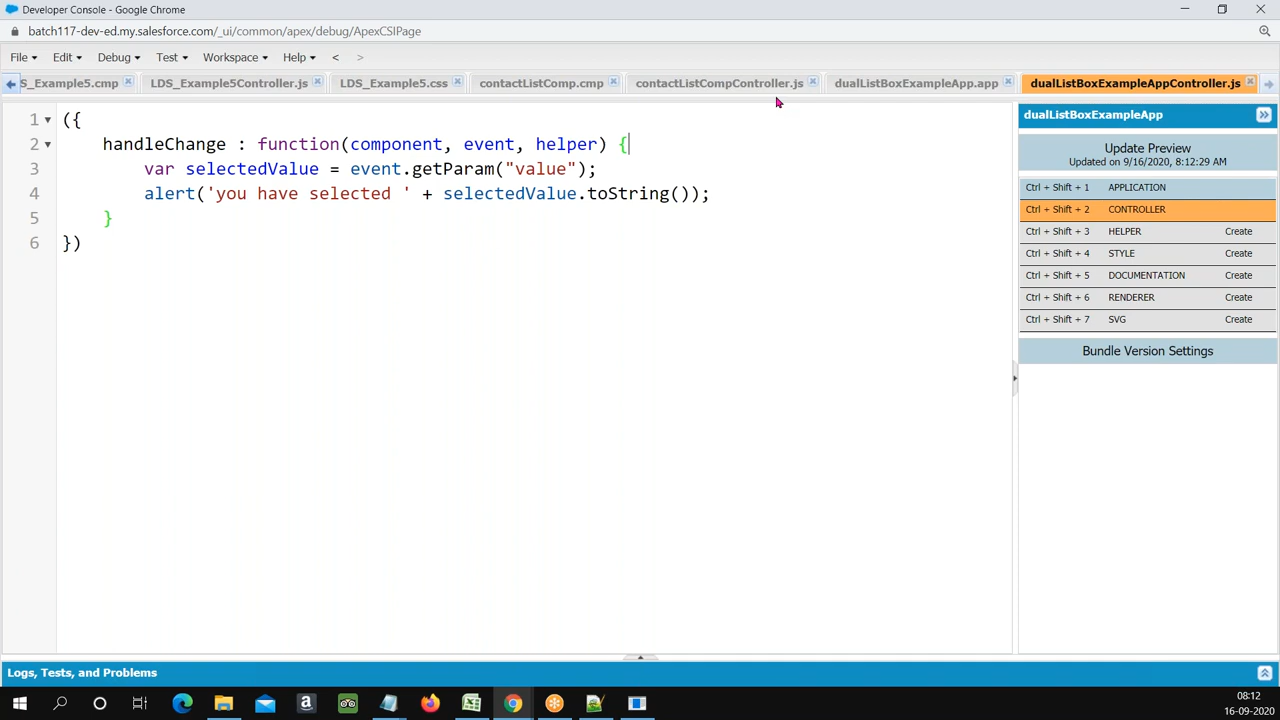 Developer Console - Google Chrome
batch117-dev-ed.my.salesforce.com/_ui/common/apex/debug/ApexCSIPage
File Edit Debug Test Workspace Help < >
S_Example5.cmp LDS_Example5Controller.js LDS_Example5.css contactListComp.cmp contactListCompController.js dualListBoxExampleApp.app dualListBoxExampleAppController.js
1 ({
2 handleChange : function(component, event, helper) {
3 var selectedValue = event.getParam("value");
4 alert('you have selected ' + selectedValue.toString());
5 }
6 })
dualListBoxExampleApp
Update Preview
Updated on 9/16/2020, 8:12:29 AM
Ctrl + Shift + 1 APPLICATION
Ctrl + Shift + 2 CONTROLLER
Ctrl + Shift + 3 HELPER Create
Ctrl + Shift + 4 STYLE Create
Ctrl + Shift + 5 DOCUMENTATION Create
Ctrl + Shift + 6 RENDERER Create
Ctrl + Shift + 7 SVG Create
Bundle Version Settings
Logs, Tests, and Problems
08:12
16-09-2020